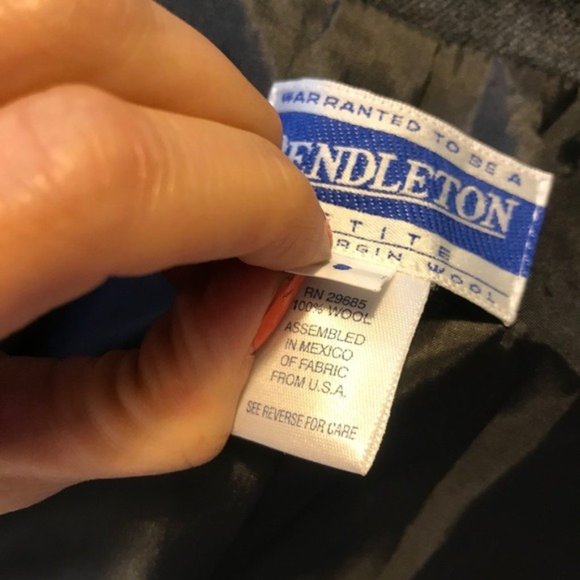 WARRANTED TO BE A
PENDLETON
TITE
RGIN WOOL
RN 29685
100% WOOL
ASSEMBLED
IN MEXICO
OF FABRIC
FROM U.S.A.
SEE REVERSE FOR CARE